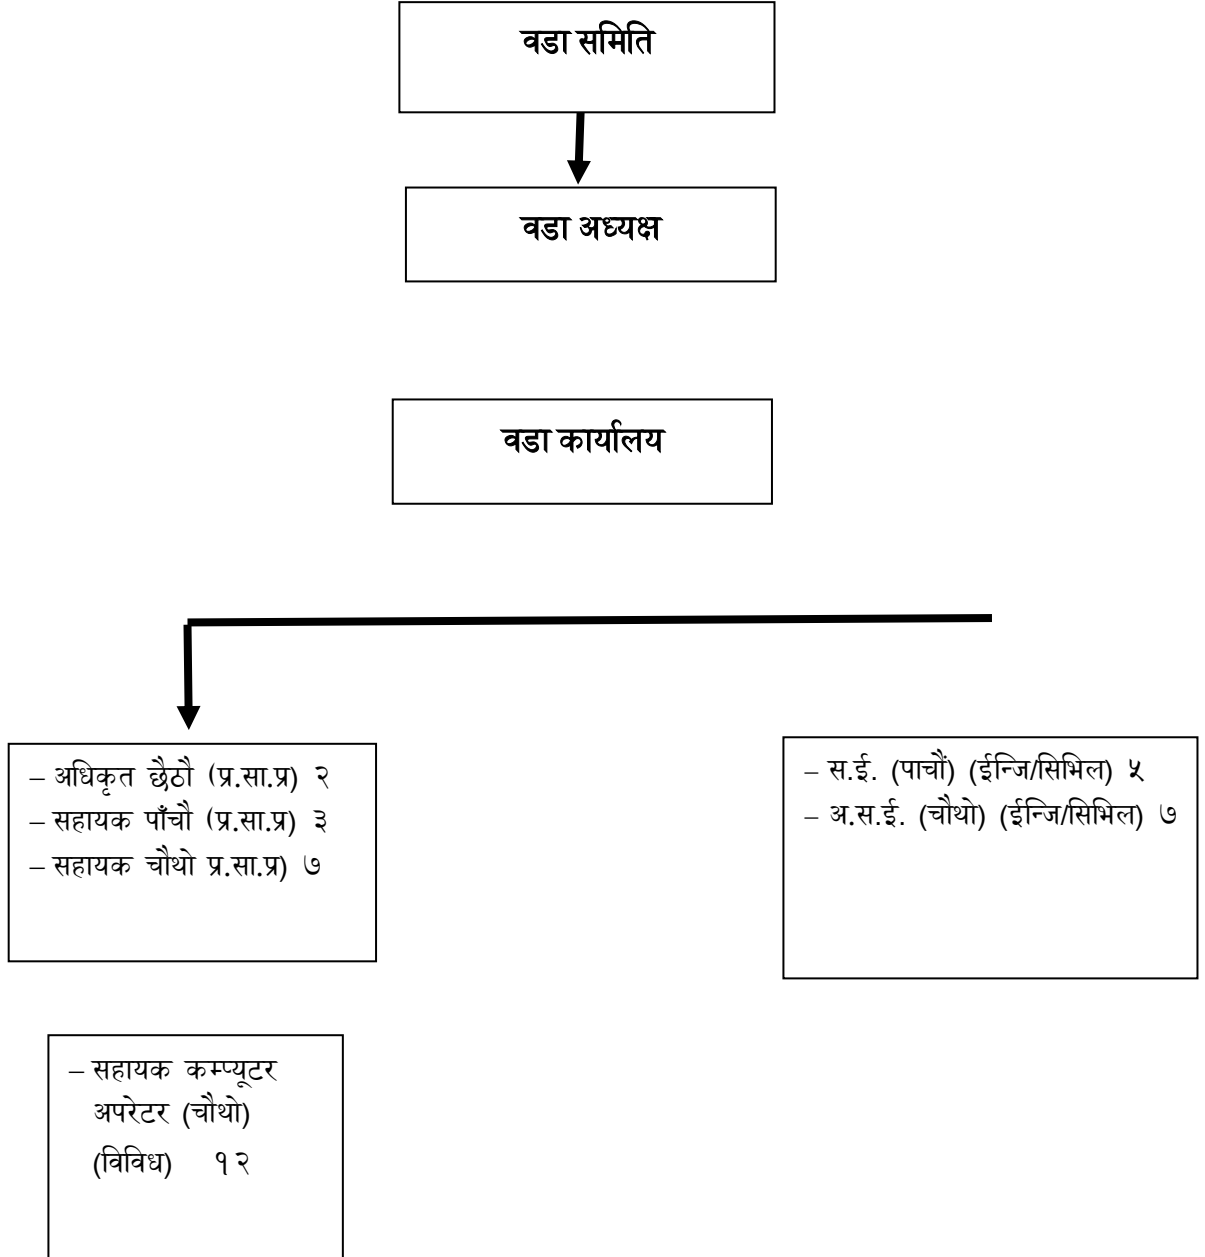 वडा समिति
वडा अध्यक्ष
वडा कार्यालय
– अधिकृत छैठौ (प्र.सा.प्र) २
– सहायक पाँचौ (प्र.सा.प्र) ३
– सहायक चौथो प्र.सा.प्र) ७
– स.ई. (पाचौं) (ईन्जि/सिभिल) ५
– अ.स.ई. (चौथो) (ईन्जि/सिभिल) ७
– सहायक कम्प्यूटर
अपरेटर (चौथो)
(विविध) १२